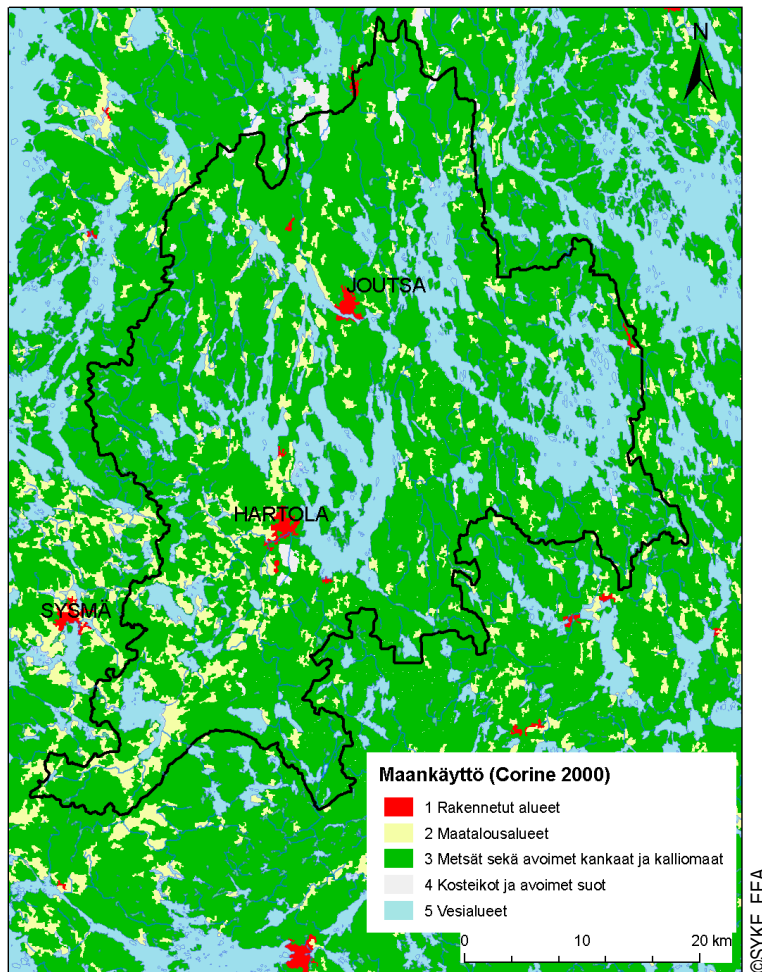 N
JOUTSA
HARTOLA
SYSMÄ
Maankäyttö (Corine 2000)
1 Rakennetut alueet
2 Maatalousalueet
3 Metsät sekä avoimet kankaat ja kalliomaat
4 Kosteikot ja avoimet suot
5 Vesialueet
0 10 20 km
©SYKE, EEA